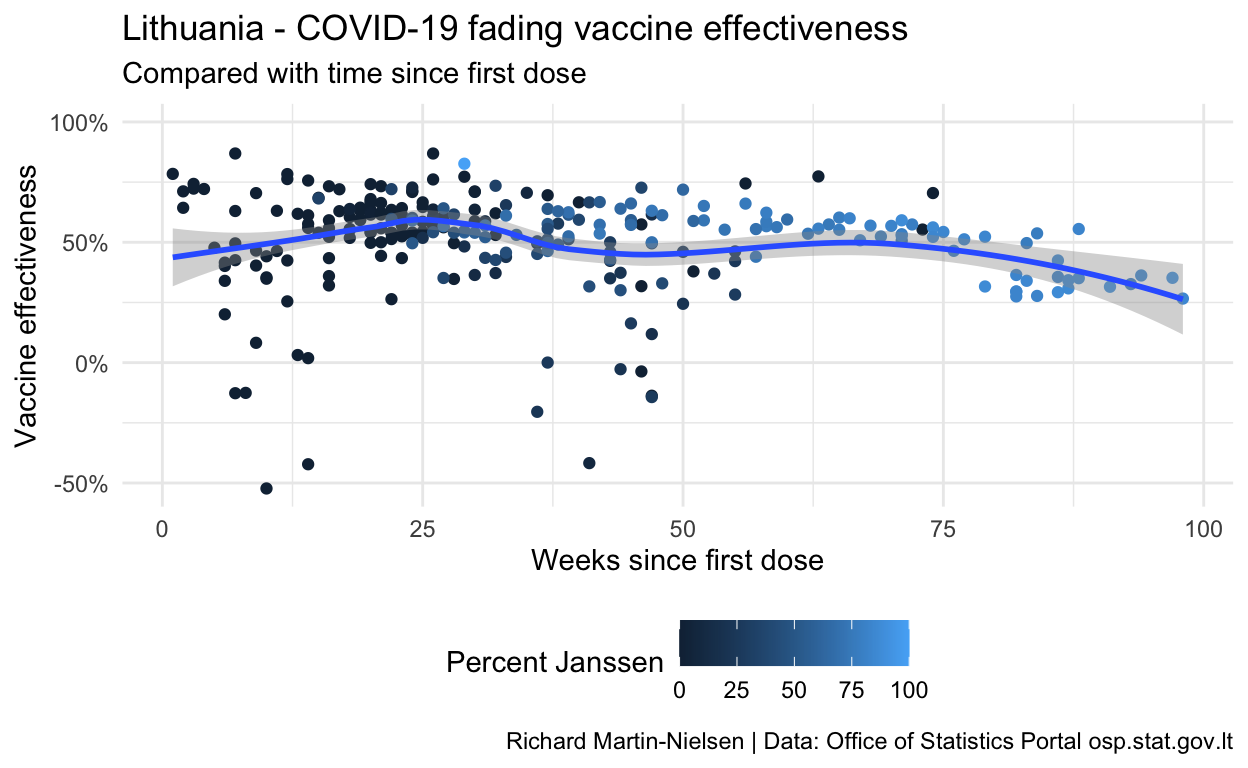 Lithuania - COVID-19 fading vaccine effectiveness
Compared with time since first dose
Vaccine effectiveness
100%
50%
0%
-50%
0 25 50 75 100
Weeks since first dose
Percent Janssen
0 25 50 75 100
Richard Martin-Nielsen | Data: Office of Statistics Portal osp.stat.gov.lt